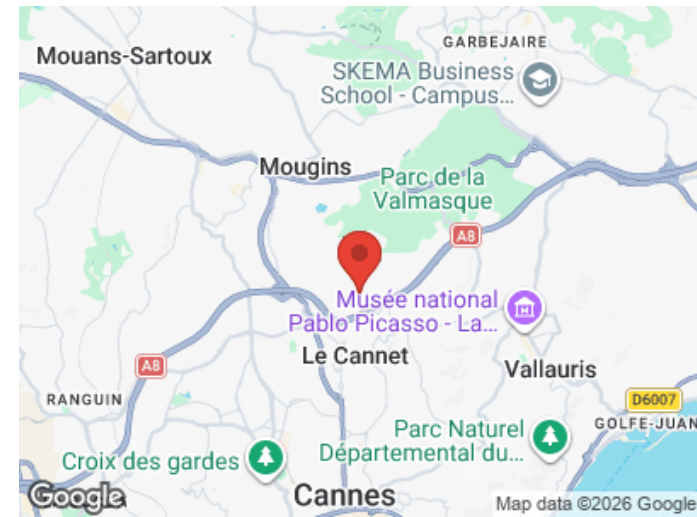 GARBEJAIRE
Mouans-Sartoux
SKEMA Business
School - Campus...
Mougins
Parc de la
Valmasque
A8
Musée national
Pablo Picasso - La...
Le Cannet
A8
Vallauris
RANGUIN
D6007
GOLFE-JUAN
Parc Naturel
Départemental du...
Croix des gardes
Google
Cannes
Map data ©2026 Google